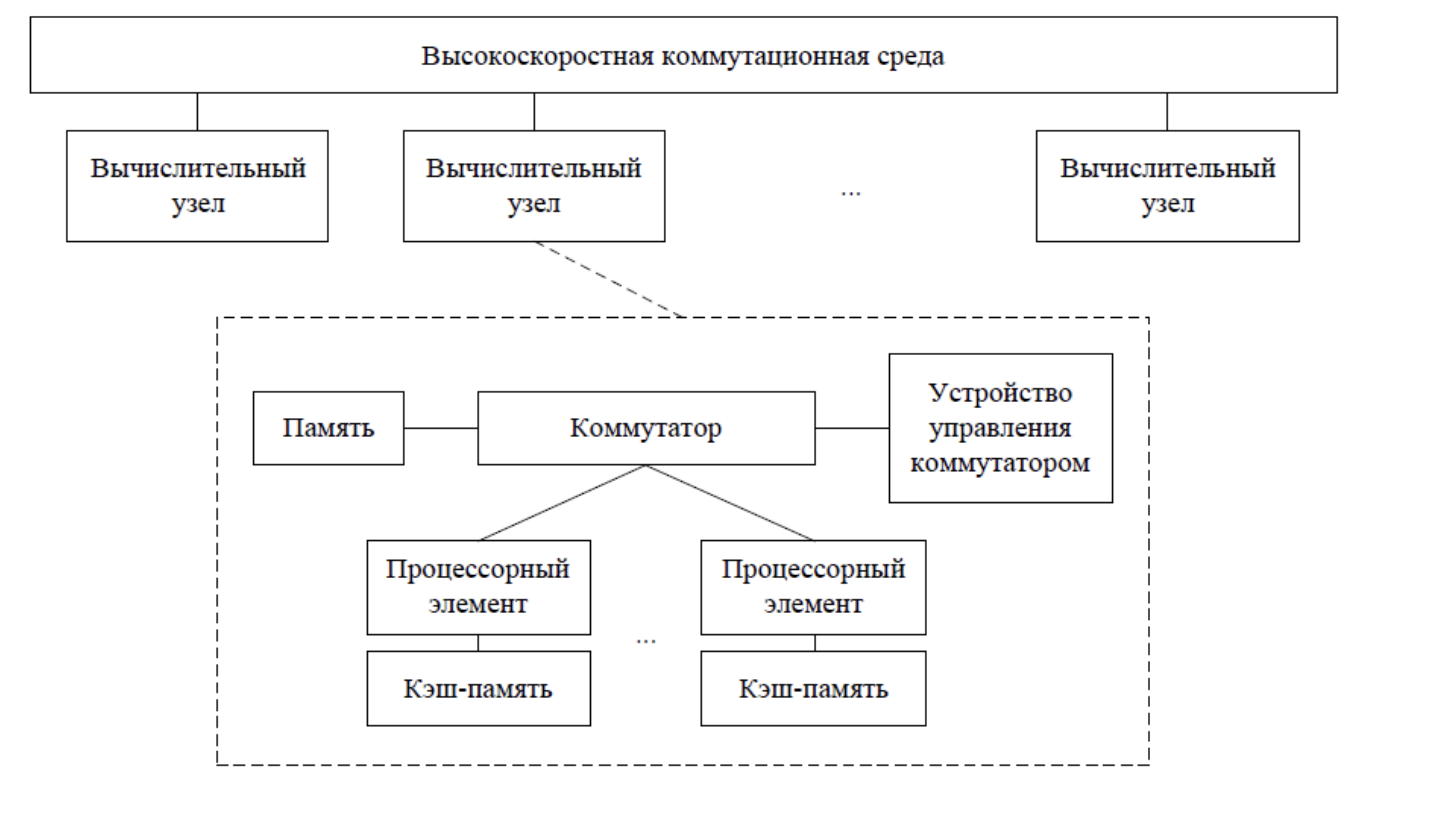 Высокоскоростная коммутационная среда
Вычислительный
узел
Вычислительный
узел
...
Вычислительный
узел
Память
Коммутатор
Устройство
управления
коммутатором
Процессорный
элемент
...
Процессорный
элемент
Кэш-память
Кэш-память